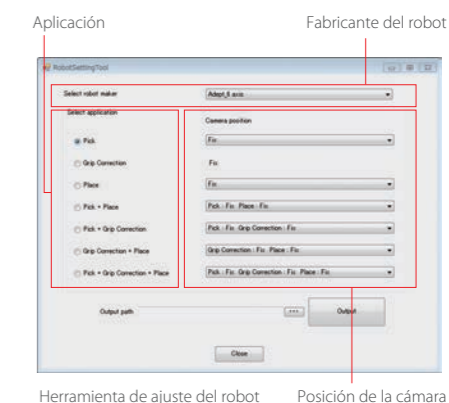 Aplicación
Fabricante del robot
RobotSettingTool
Select robot maker
Adept_6 axis
Select application
Camera position
Pick
Fix
Grip Correction
Fix
Place
Fix
Pick + Place
Pick : Fix Place : Fix
Pick + Grip Correction
Pick : Fix Grip Correction : Fix
Grip Correction + Place
Grip Correction : Fix Place : Fix
Pick + Grip Correction + Place
Pick : Fix Grip Correction : Fix Place : Fix
Output path
Output
Close
Herramienta de ajuste del robot
Posición de la cámara